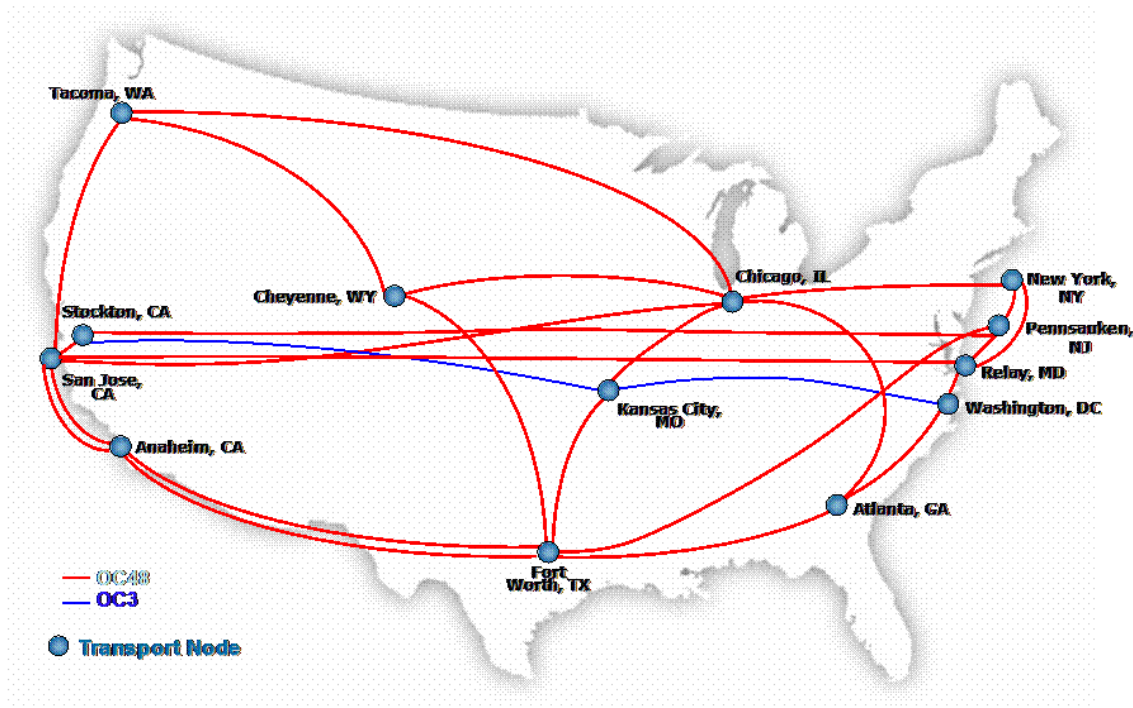 Tacoma, WA
Chicago, IL
Cheyenne, WY
New York,
NY
Stockton, CA
Pennsauken,
NJ
San Jose,
CA
Relay, MD
Kansas City,
MO
Washington, DC
Anaheim, CA
Atlanta, GA
Fort
Worth, TX
OC48
OC3
Transport Node